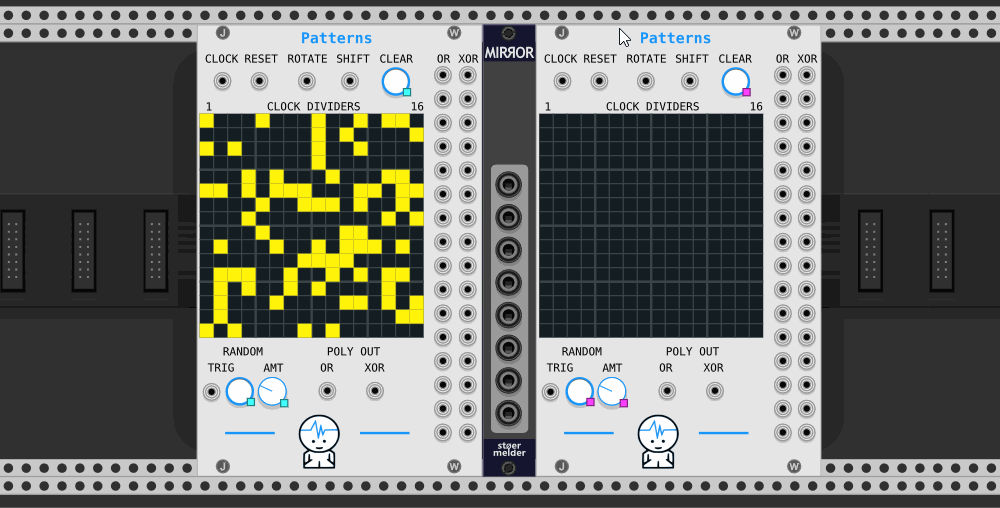 J Patterns W
CLOCK RESET ROTATE SHIFT CLEAR OR XOR
1 CLOCK DIVIDERS 16
RANDOM POLY OUT
TRIG AMT OR XOR
J W
MIRROR
støer
melder
J Patterns W
CLOCK RESET ROTATE SHIFT CLEAR OR XOR
1 CLOCK DIVIDERS 16
RANDOM POLY OUT
TRIG AMT OR XOR
J W